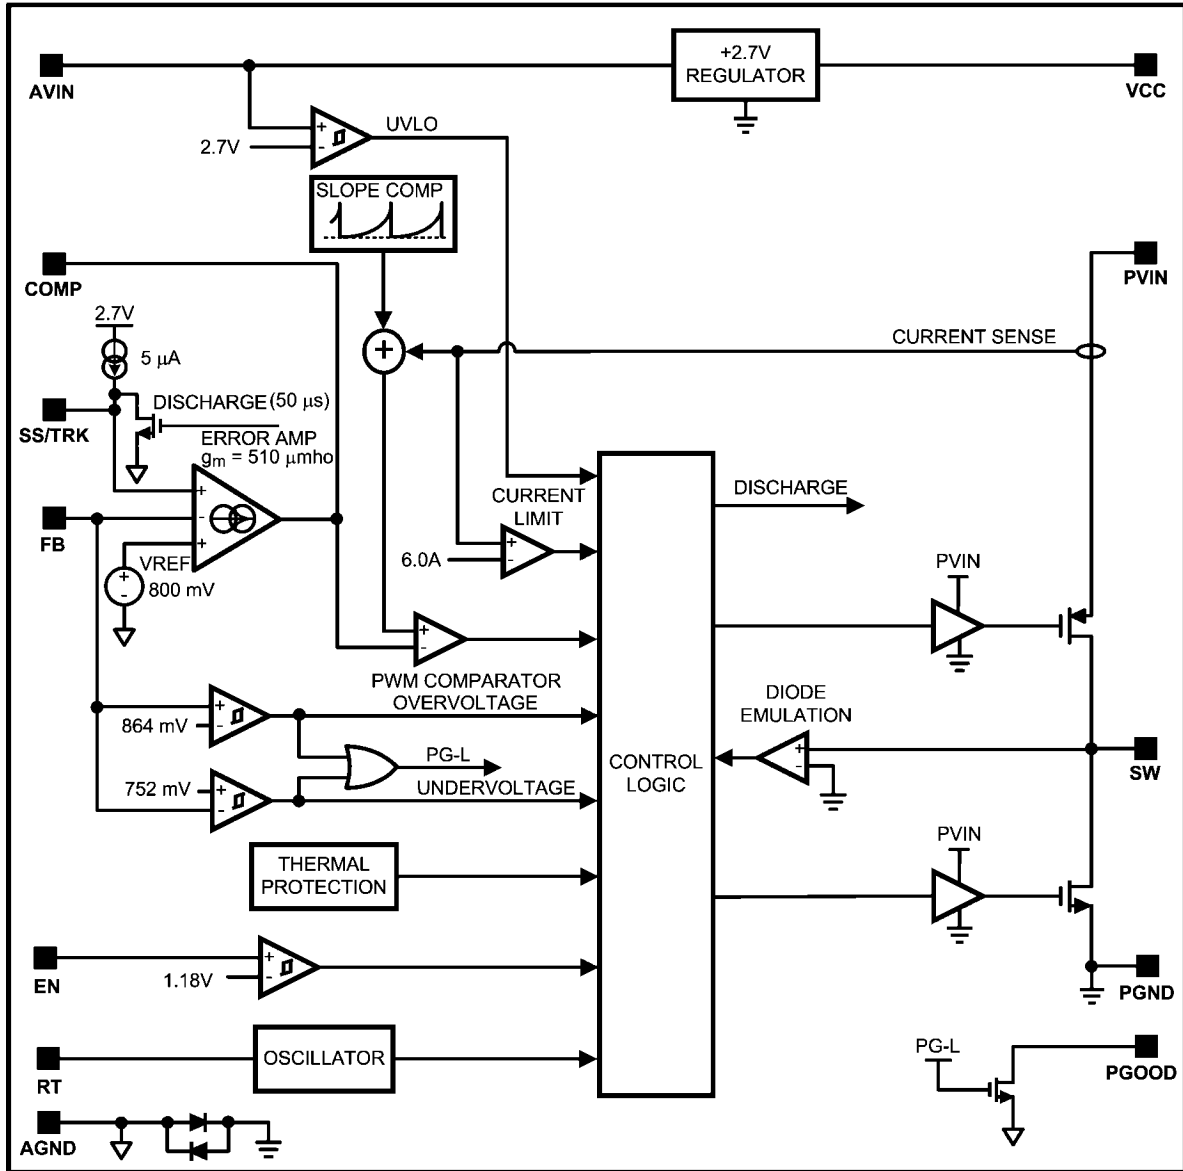 +2.7V
REGULATOR
AVIN
VCC
UVLO
+
-
2.7V
SLOPE COMP
COMP
PVIN
2.7V
5 μA
+
CURRENT SENSE
DISCHARGE (50 μs)
SS/TRK
ERROR AMP
gm = 510 μmho
+
-
+
FB
VREF
800 mV
+
-
CURRENT
LIMIT
6.0A
+
-
DISCHARGE
PVIN
+
-
PWM COMPARATOR
OVERVOLTAGE
864 mV
+
-
PG-L
752 mV
+
-
UNDERVOLTAGE
CONTROL
LOGIC
DIODE
EMULATION
+
-
SW
PVIN
THERMAL
PROTECTION
EN
1.18V
+
-
PGND
RT
OSCILLATOR
PG-L
PGOOD
AGND